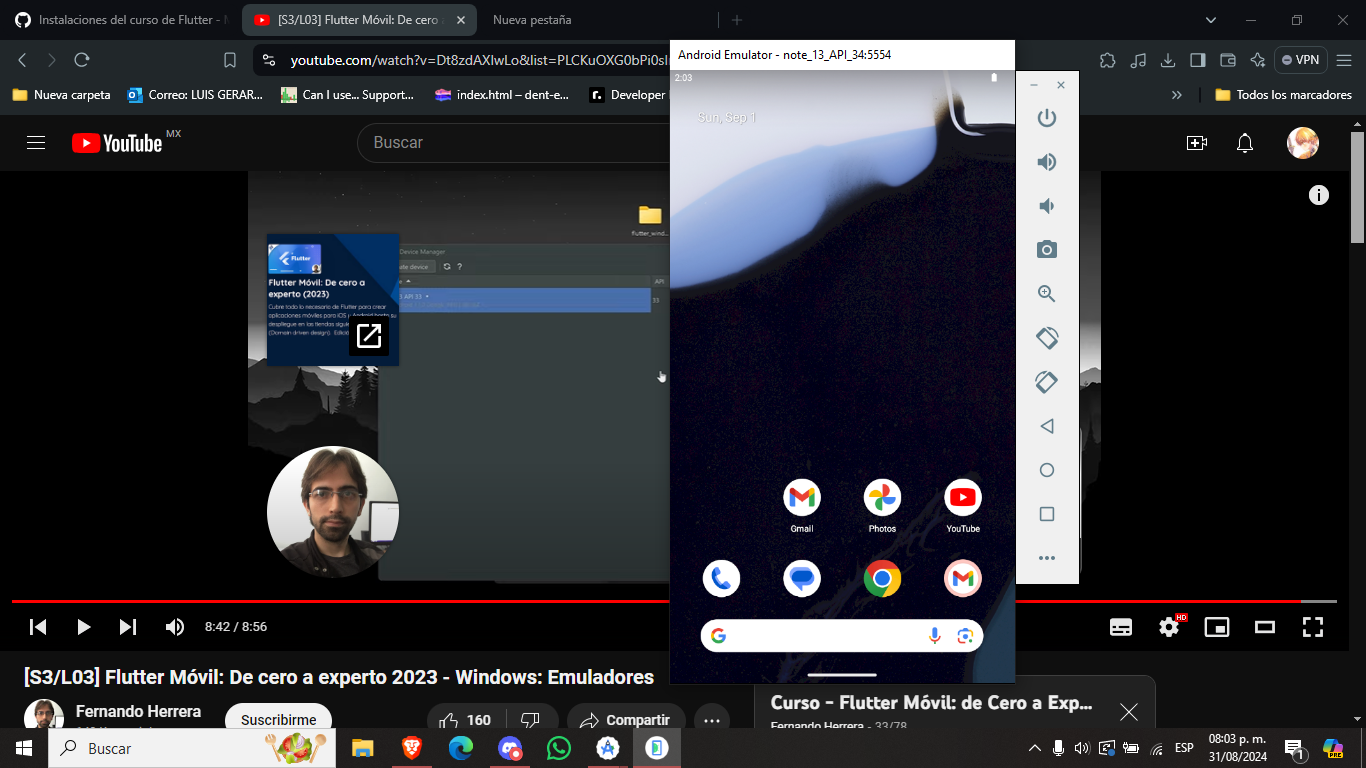 Instalaciones del curso de Flutter - M
[S3/L03] Flutter Móvil: De cero a
Nueva pestaña
youtube.com/watch?v=Dt8zdAXIwLo&list=PLCKuOXG0bPi0sI
VPN
Nueva carpeta
Correo: LUIS GERAR...
Can I use... Support...
index.html – dent-e...
Developer
Todos los marcadores
Android Emulator - note_13_API_34:5554
2:03
Sun, Sep 1
YouTube MX
Buscar
flutter_wind...
Device Manager
ate device
?
API
3 API 33
33
Flutter
Flutter Móvil: De cero a
experto (2023)
Cubre todo lo necesario de Flutter para crear
aplicaciones móviles para iOS y Android hasta su
despliegue en las tiendas
(Domain driven design).
Gmail
Photos
YouTube
8:42 / 8:56
HD
[S3/L03] Flutter Móvil: De cero a experto 2023 - Windows: Emuladores
Fernando Herrera
Suscribirme
160
Compartir
Curso - Flutter Móvil: de Cero a Exp...
Fernando Herrera - 33/78
Buscar
ESP
08:03 p. m.
31/08/2024
1
PRE